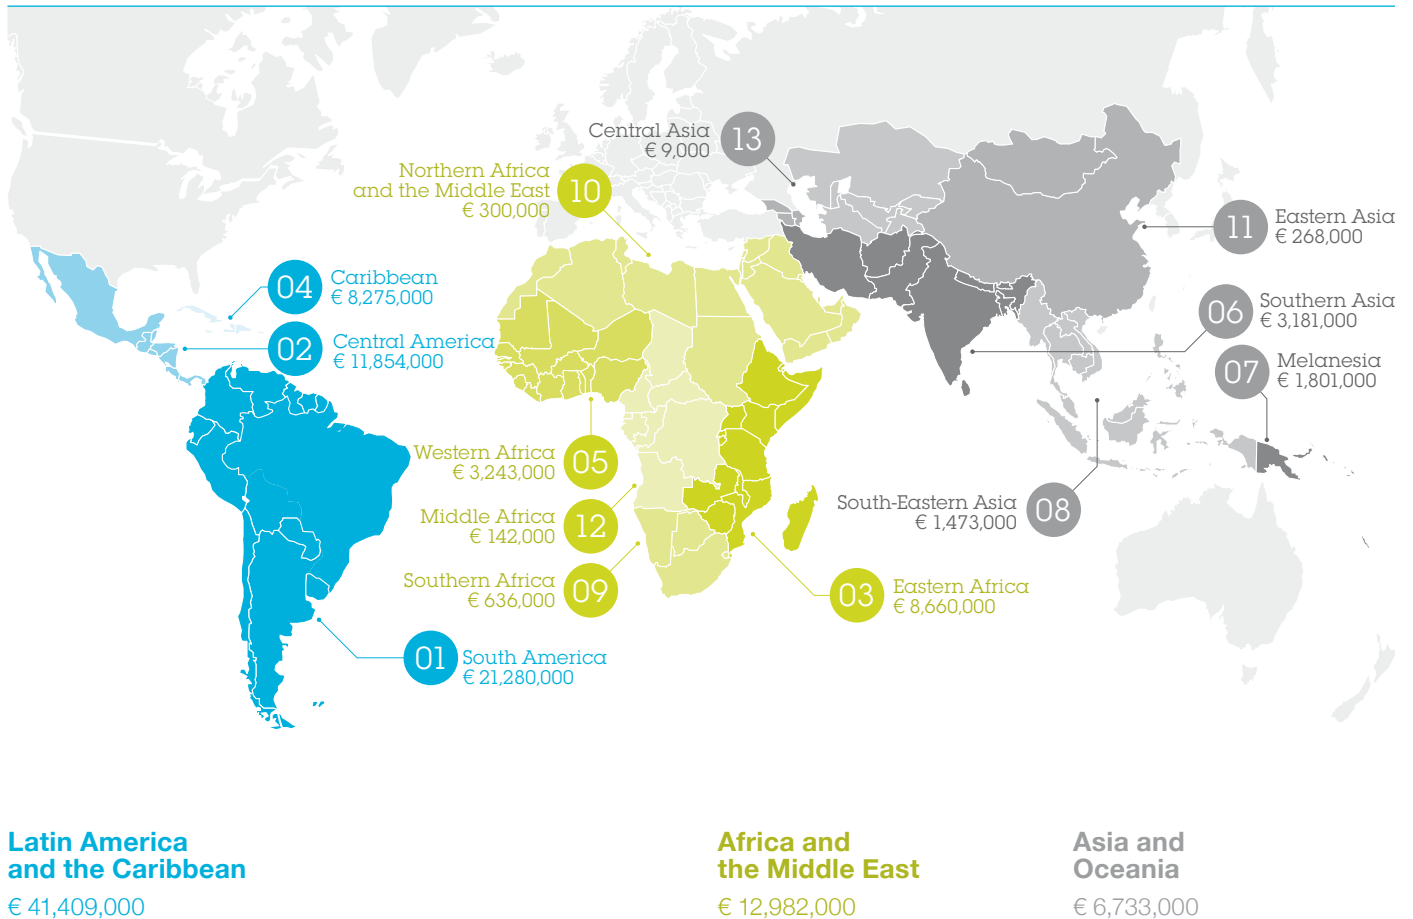 Central Asia
€ 9,000
13
Northern Africa
and the Middle East
€ 300,000
10
11
Eastern Asia
€ 268,000
04
Caribbean
€ 8,275,000
06
Southern Asia
€ 3,181,000
02
Central America
€ 11,854,000
07
Melanesia
€ 1,801,000
Western Africa
€ 3,243,000
05
South-Eastern Asia
€ 1,473,000
08
Middle Africa
€ 142,000
12
Southern Africa
€ 636,000
09
03
Eastern Africa
€ 8,660,000
01
South America
€ 21,280,000
Latin America
and the Caribbean
€ 41,409,000
Africa and
the Middle East
€ 12,982,000
Asia and
Oceania
€ 6,733,000